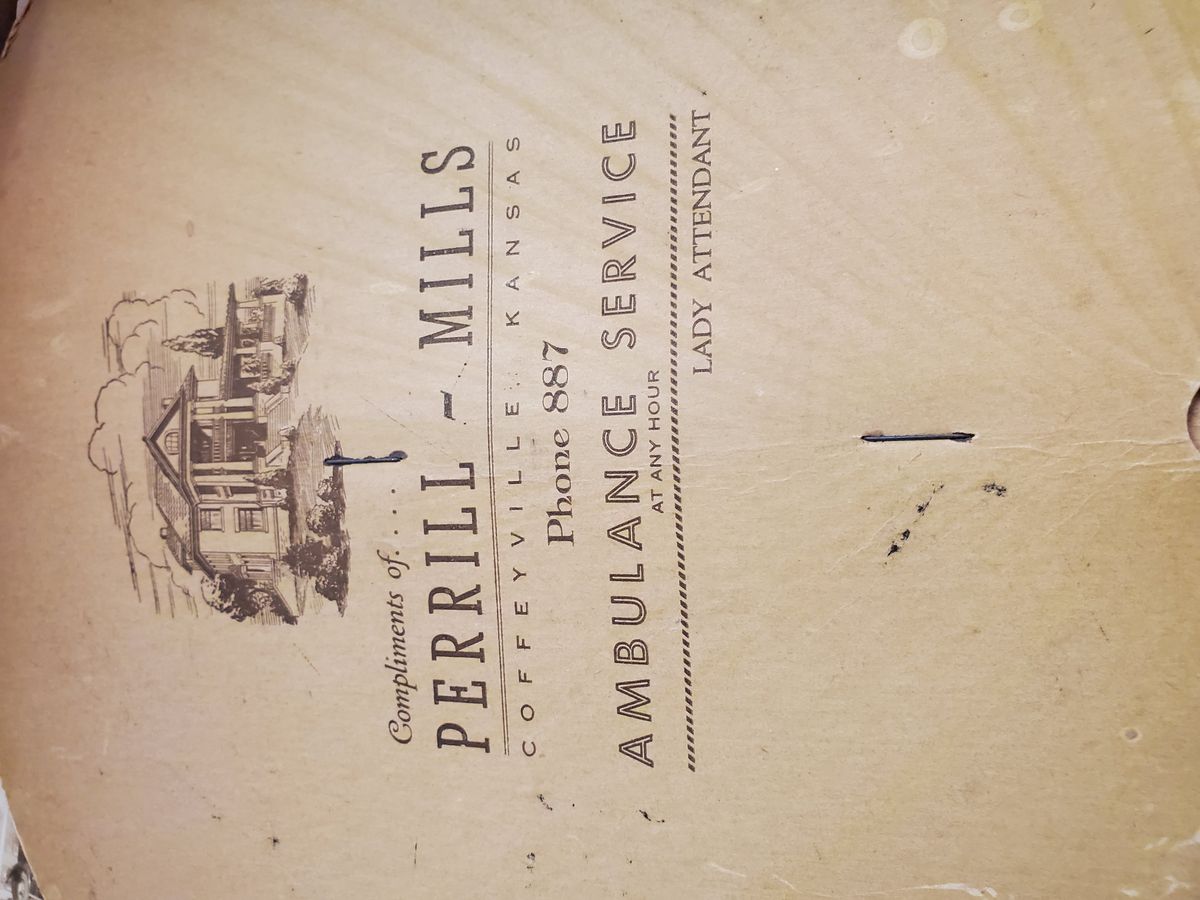 Compliments of. . . .
PERRILL - MILLS
COFFEYVILLE, KANSAS
Phone 887
AMBULANCE SERVICE
AT ANY HOUR
LADY ATTENDANT